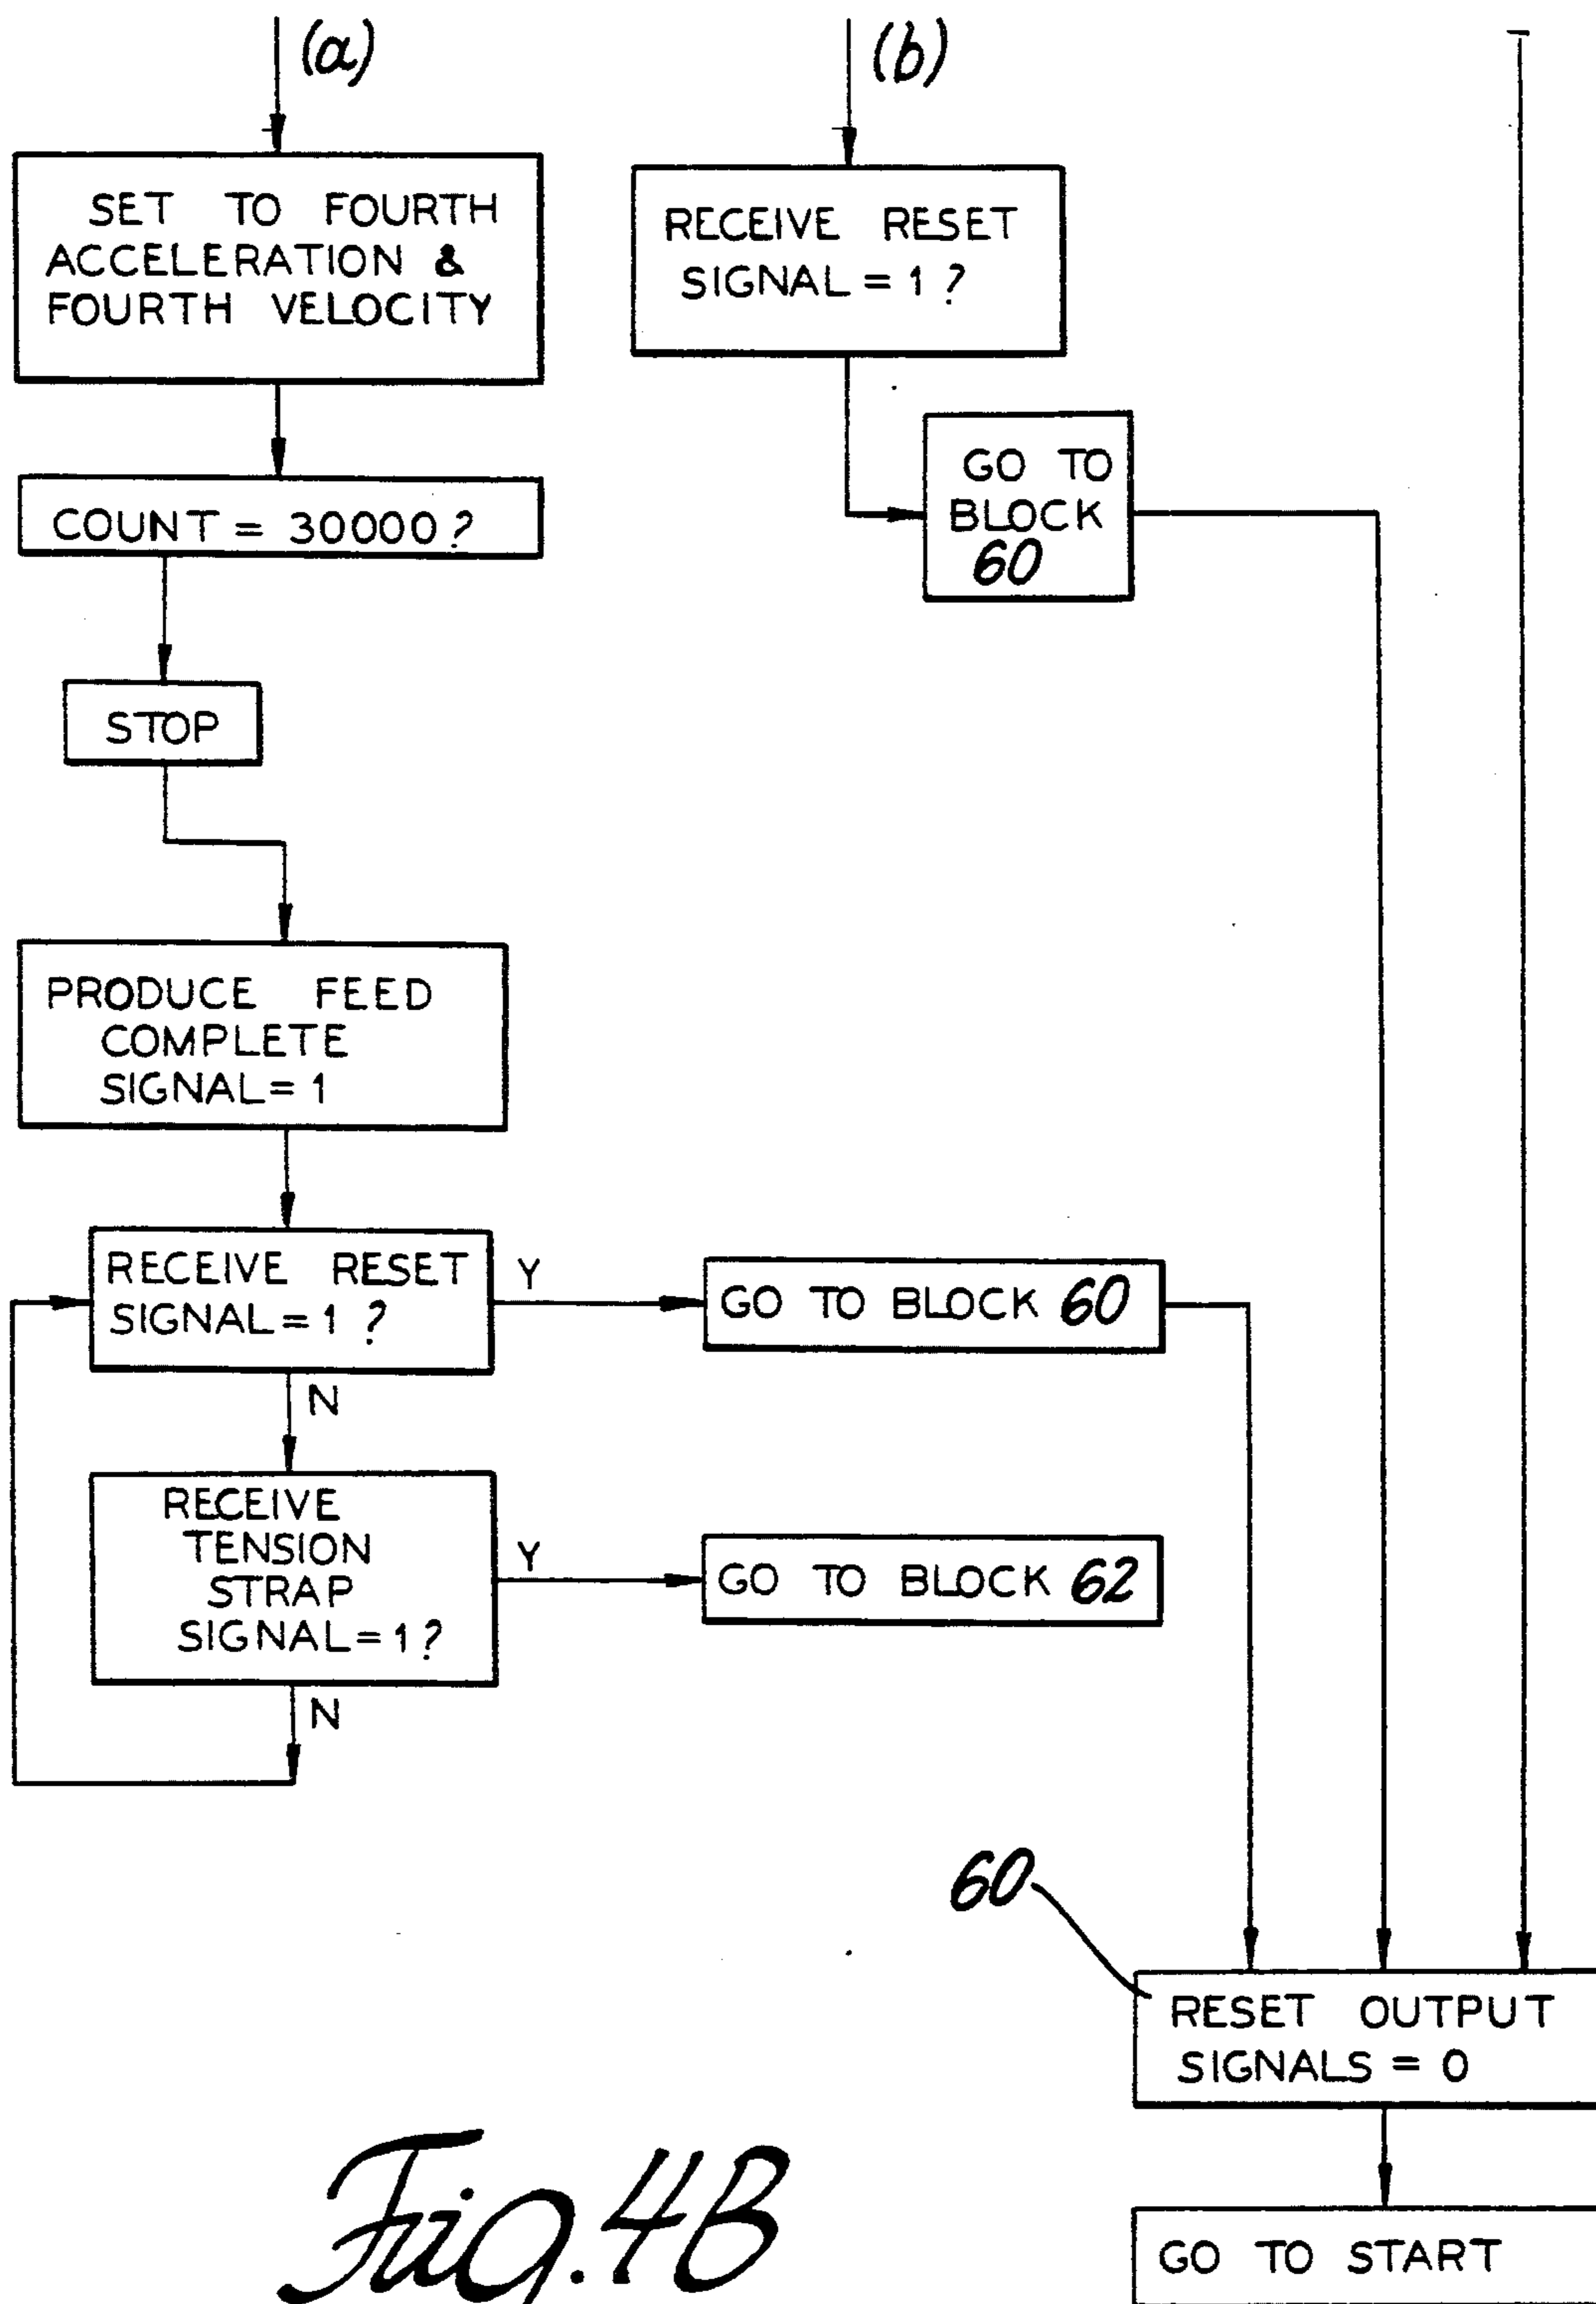 (a)
(b)
SET TO FOURTH
ACCELERATION &
FOURTH VELOCITY
RECEIVE RESET
SIGNAL = 1 ?
COUNT = 30000 ?
GO TO
BLOCK
60
STOP
PRODUCE FEED
COMPLETE
SIGNAL = 1
RECEIVE RESET
SIGNAL = 1 ?
Y
GO TO BLOCK 60
N
RECEIVE
TENSION
STRAP
SIGNAL = 1 ?
Y
GO TO BLOCK 62
N
60
RESET OUTPUT
SIGNALS = 0
GO TO START
Fig. 4B